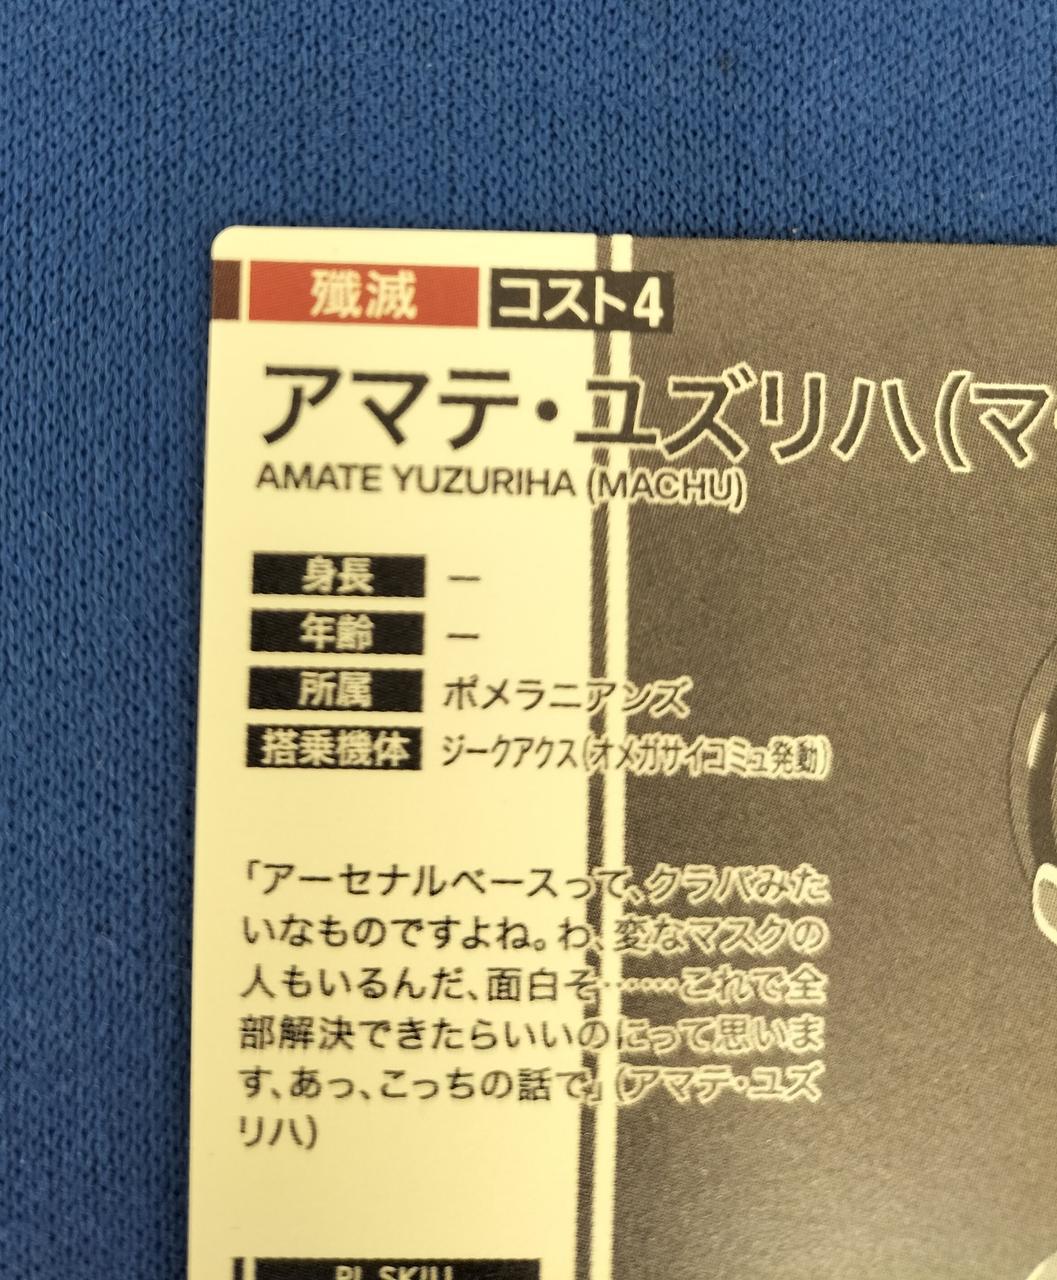 殲滅 コスト4
アマテ・ユズリハ(マ
AMATE YUZURIHA (MACHU)
身長 ー
年齢 ー
所属 ポメラニアンズ
搭乗機体 ジークアクス(オメガサイコミュ発動)
「アーセナルベースって、クラバみた
いなものですよね。わ、変なマスクの
人もいるんだ、面白そ……これで全
部解決できたらいいのにって思いま
す、あっ、こっちの話で」(アマテ・ユズ
リハ)
PL SKILL